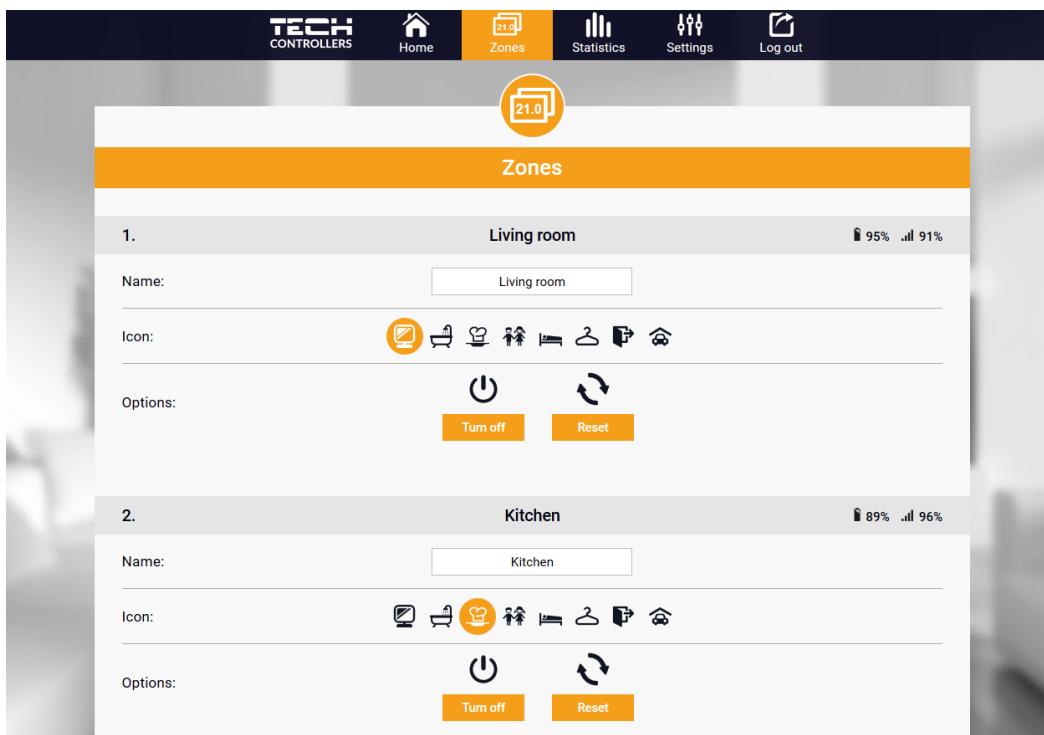 TECH
CONTROLLERS
Home
21.0
Zones
Statistics
Settings
Log out
21.0
Zones
1.
Living room
95%
91%
Name:
Living room
Icon:
Options:
Turn off
Reset
2.
Kitchen
89%
96%
Name:
Kitchen
Icon:
Options:
Turn off
Reset